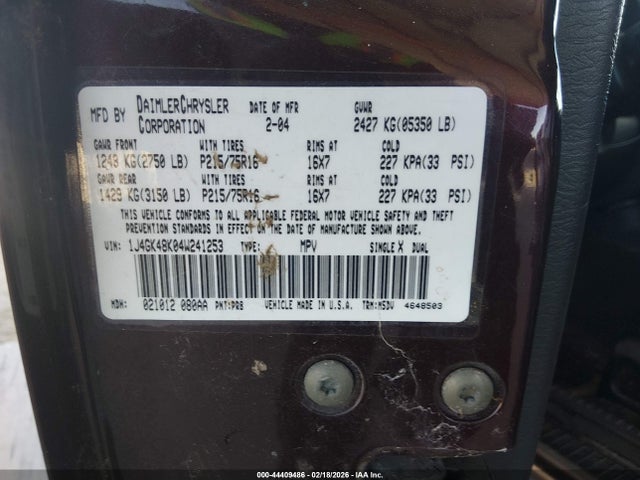 MFD BY DAIMLERCHRYSLER CORPORATION DATE OF MFR 2-04 GVWR 2427 KG(05350 LB)
GAWR FRONT WITH TIRES RIMS AT COLD
1243 KG(2750 LB) P215/75R16 16X7 227 KPA(33 PSI)
GAWR REAR WITH TIRES RIMS AT COLD
1429 KG(3150 LB) P215/75R16 16X7 227 KPA(33 PSI)
THIS VEHICLE CONFORMS TO ALL APPLICABLE FEDERAL MOTOR VEHICLE SAFETY AND THEFT
PREVENTION STANDARDS IN EFFECT ON THE DATE OF MANUFACTURE SHOWN ABOVE.
VIN: 1J4GK48K04W241253 TYPE: MPV SINGLE X DUAL
MDH: 021012 080AA PNT:PR8 VEHICLE MADE IN U.S.A. TRM:M5DV 4648503
000-44409486 - 02/18/2026 - IAA Inc.